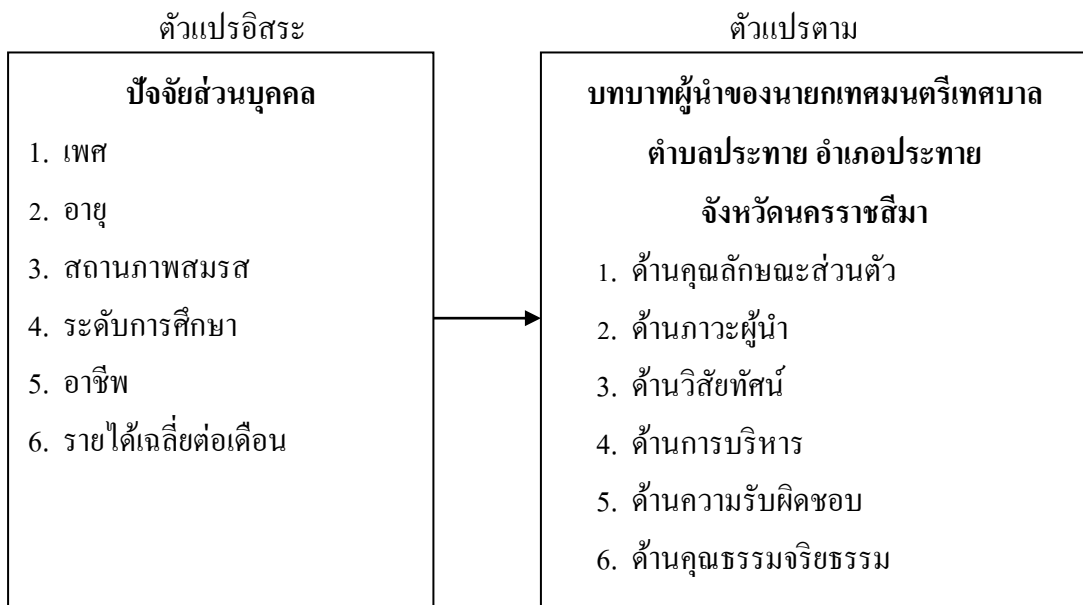 ตัวแปรอิสระ
ปัจจัยส่วนบุคคล
1. เพศ
2. อายุ
3. สถานภาพสมรส
4. ระดับการศึกษา
5. อาชีพ
6. รายได้เฉลี่ยต่อเดือน
ตัวแปรตาม
บทบาทผู้นำของนายกเทศมนตรีเทศบาล
ตำบลประทาย อำเภอประทาย
จังหวัดนครราชสีมา
1. ด้านคุณลักษณะส่วนตัว
2. ด้านภาวะผู้นำ
3. ด้านวิสัยทัศน์
4. ด้านการบริหาร
5. ด้านความรับผิดชอบ
6. ด้านคุณธรรมจริยธรรม